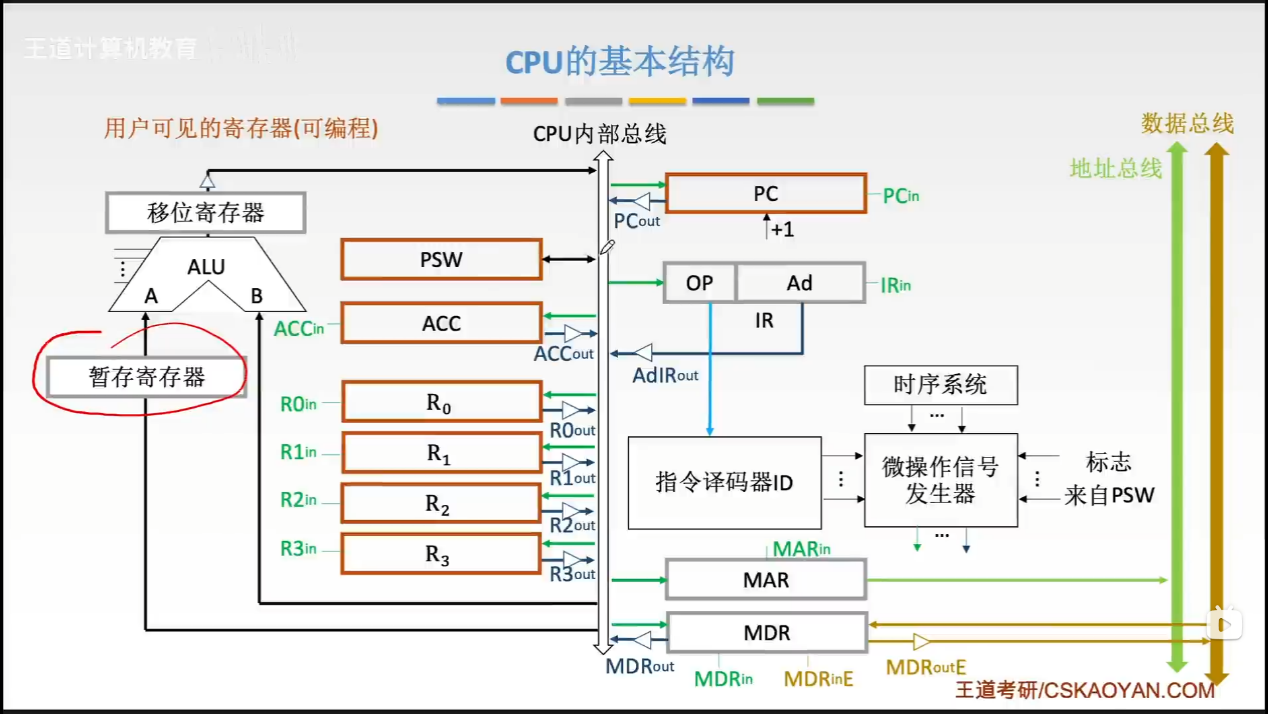 王道计算机教育
CPU的基本结构
用户可见的寄存器(可编程)
CPU内部总线
数据总线
地址总线
移位寄存器
PC
PCin
PCout
+1
ALU
A
B
PSW
OP
Ad
IRin
IR
ACCin
ACC
ACCout
AdIRout
暂存寄存器
时序系统
...
R0in
R₀
R0out
R1in
R₁
R1out
指令译码器ID
微操作信号
发生器
标志
来自PSW
R2in
R₂
R2out
...
R3in
R₃
R3out
MARin
MAR
MDR
MDRout
MDRin
MDRinE
MDRoutE
王道考研/CSKAOYAN.COM